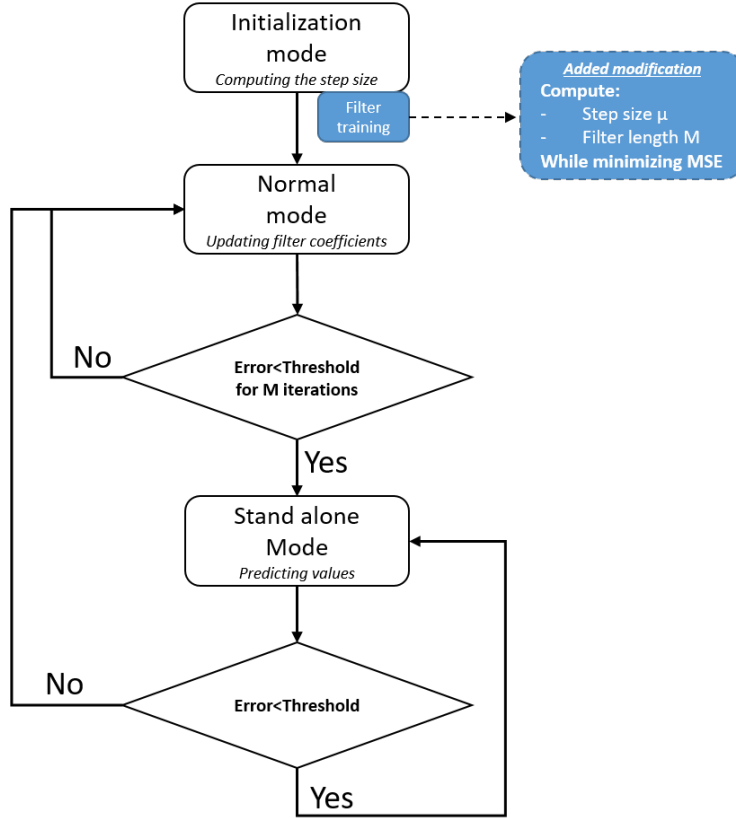 Initialization
mode
Computing the step size
Filter
training
Added modification
Compute:
- Step size µ
- Filter length M
While minimizing MSE
Normal
mode
Updating filter coefficients
No
Error<Threshold
for M iterations
Yes
Stand alone
Mode
Predicting values
No
Error<Threshold
Yes